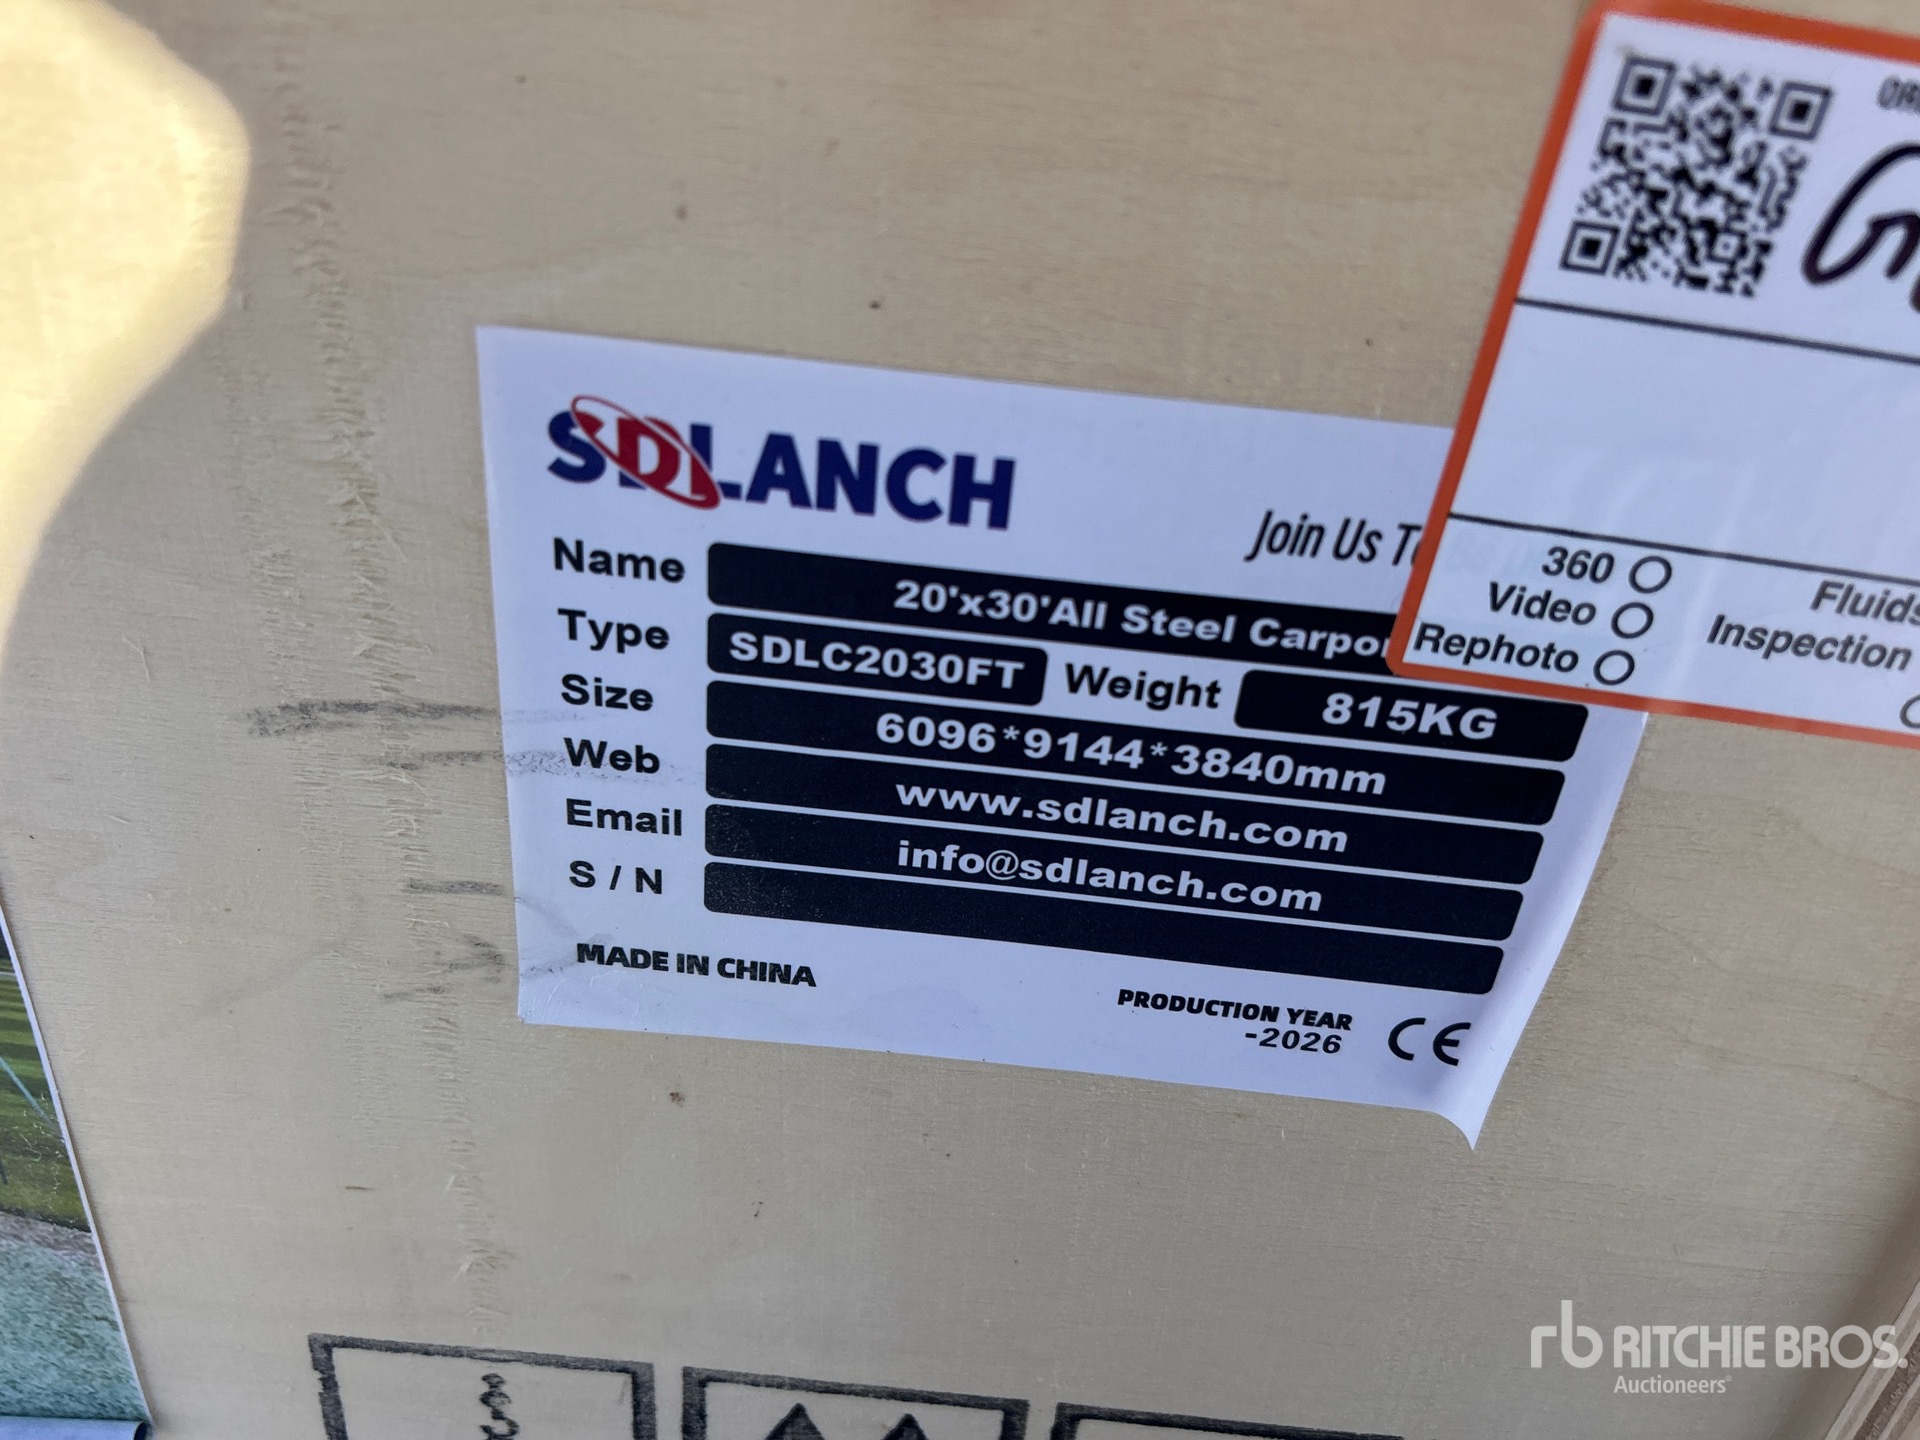 SDLANCH
Join Us
Name 20'x30'All Steel
Type SDLC2030FT Weight 815KG
Size 6096*9144*3840mm
Web www.sdlanch.com
Email info@sdlanch.com
S / N
MADE IN CHINA
PRODUCTION YEAR
-2026
CE
360
Video
Rephoto
Fluids
Inspection
rb RITCHIE BROS.
Auctioneers